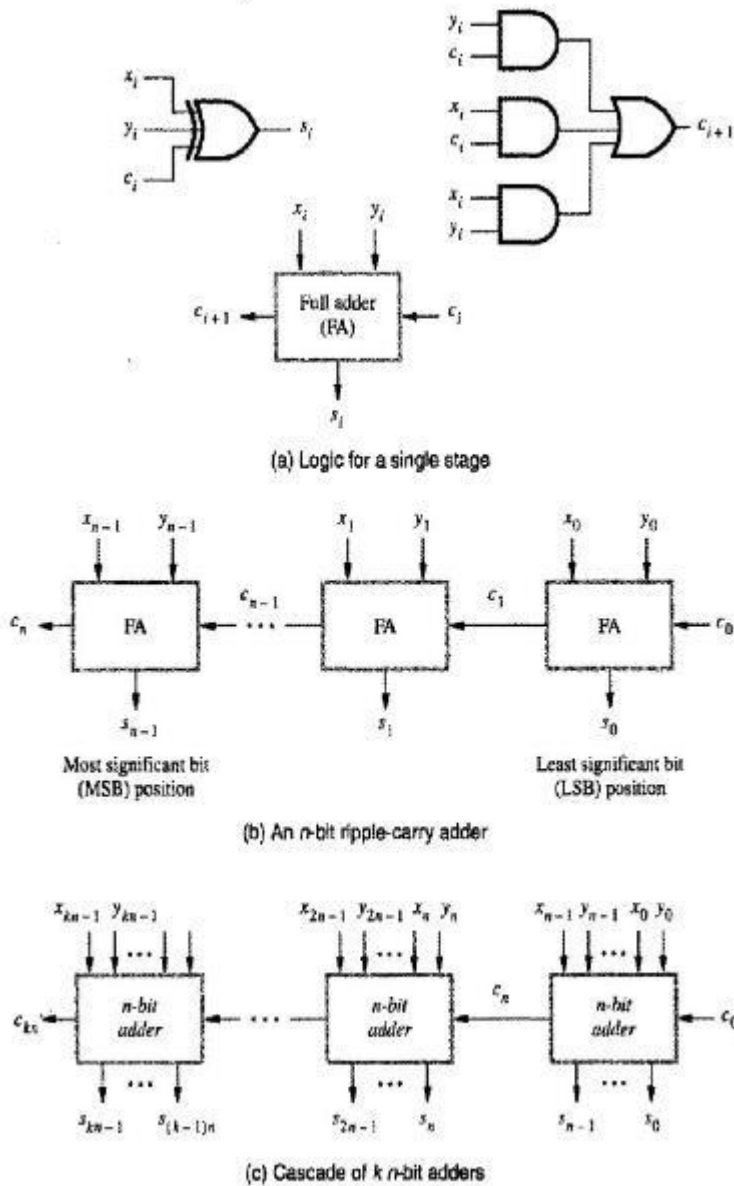 y_i
c_i
x_i
y_i
s_i
c_i
x_i
c_i
c_{i+1}
x_i
y_i
x_i y_i
c_{i+1} Full adder c_i
(FA)
s_i
(a) Logic for a single stage
x_{n-1} y_{n-1} x_1 y_1 x_0 y_0
c_n FA c_{n-1} ... FA c_1 FA c_0
s_{n-1} s_1 s_0
Most significant bit Least significant bit
(MSB) position (LSB) position
(b) An n-bit ripple-carry adder
x_{kn-1} y_{kn-1} x_{2n-1} y_{2n-1} x_n y_n x_{n-1} y_{n-1} x_0 y_0
... ... ...
c_{kn} n-bit ... n-bit c_n n-bit c_0
adder adder adder
... ... ...
s_{kn-1} s_{(k-1)n} s_{2n-1} s_n s_{n-1} s_0
(c) Cascade of k n-bit adders